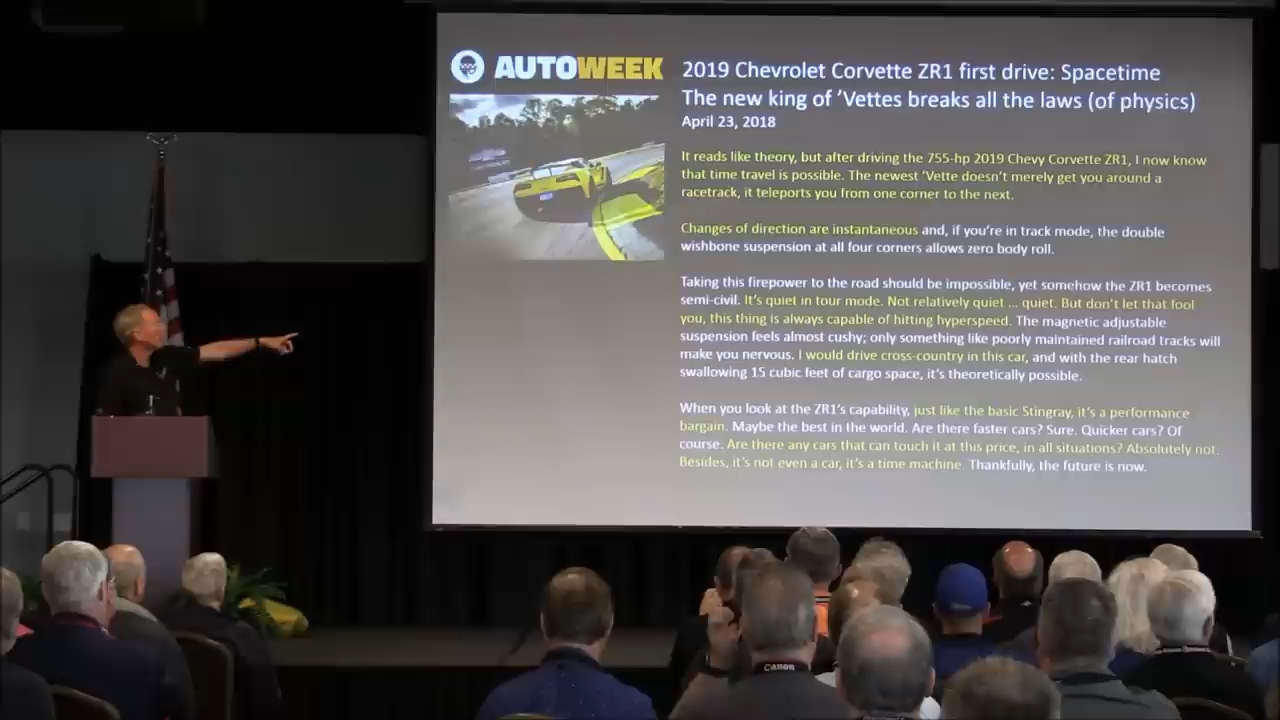 AUTOWEEK
2019 Chevrolet Corvette ZR1 first drive: Spacetime
The new king of ’Vettes breaks all the laws (of physics)
April 23, 2018
It reads like theory, but after driving the 755-hp 2019 Chevy Corvette ZR1, I now know
that time travel is possible. The newest ’Vette doesn’t merely get you around a
racetrack, it teleports you from one corner to the next.
Changes of direction are instantaneous and, if you’re in track mode, the double
wishbone suspension at all four corners allows zero body roll.
Taking this firepower to the road should be impossible, yet somehow the ZR1 becomes
semi-civil. It’s quiet in tour mode. Not relatively quiet … quiet. But don’t let that fool
you, this thing is always capable of hitting hyperspeed. The magnetic adjustable
suspension feels almost cushy; only something like poorly maintained railroad tracks will
make you nervous. I would drive cross-country in this car, and with the rear hatch
swallowing 15 cubic feet of cargo space, it’s theoretically possible.
When you look at the ZR1’s capability, just like the basic Stingray, it’s a performance
bargain. Maybe the best in the world. Are there faster cars? Sure. Quicker cars? Of
course. Are there any cars that can touch it at this price, in all situations? Absolutely not.
Besides, it’s not even a car, it’s a time machine. Thankfully, the future is now.
Canon